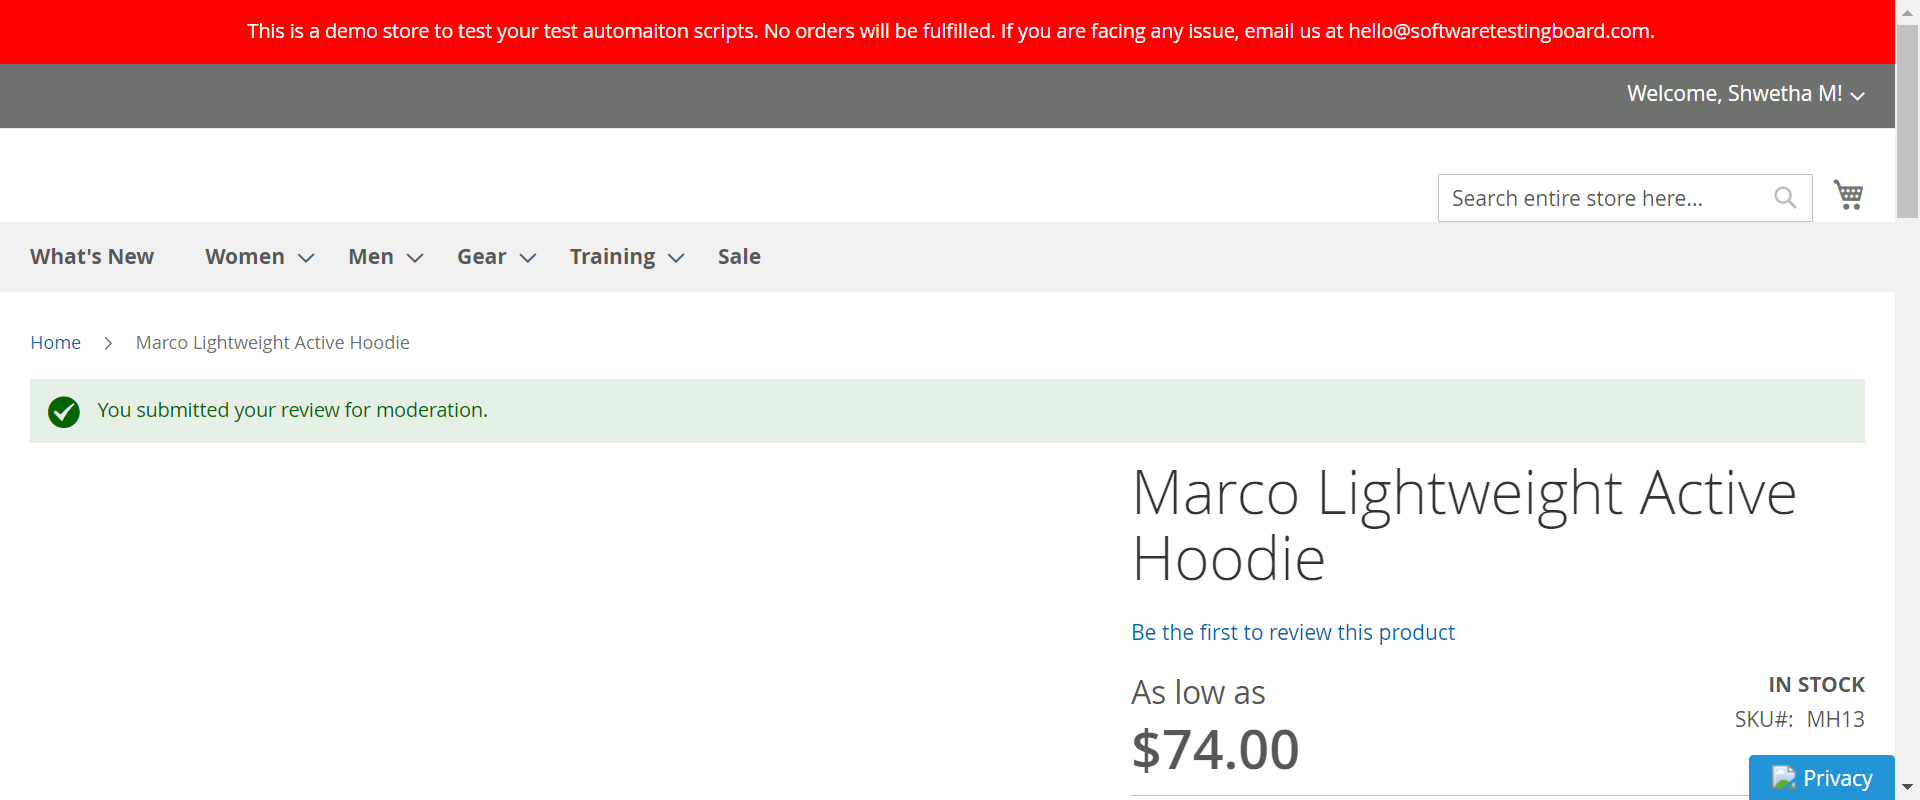 This is a demo store to test your test automaiton scripts. No orders will be fulfilled. If you are facing any issue, email us at hello@softwaretestingboard.com.
Welcome, Shwetha M!
Search entire store here...
What's New Women Men Gear Training Sale
Home Marco Lightweight Active Hoodie
You submitted your review for moderation.
Marco Lightweight Active
Hoodie
Be the first to review this product
As low as
$74.00
IN STOCK
SKU#: MH13
Privacy